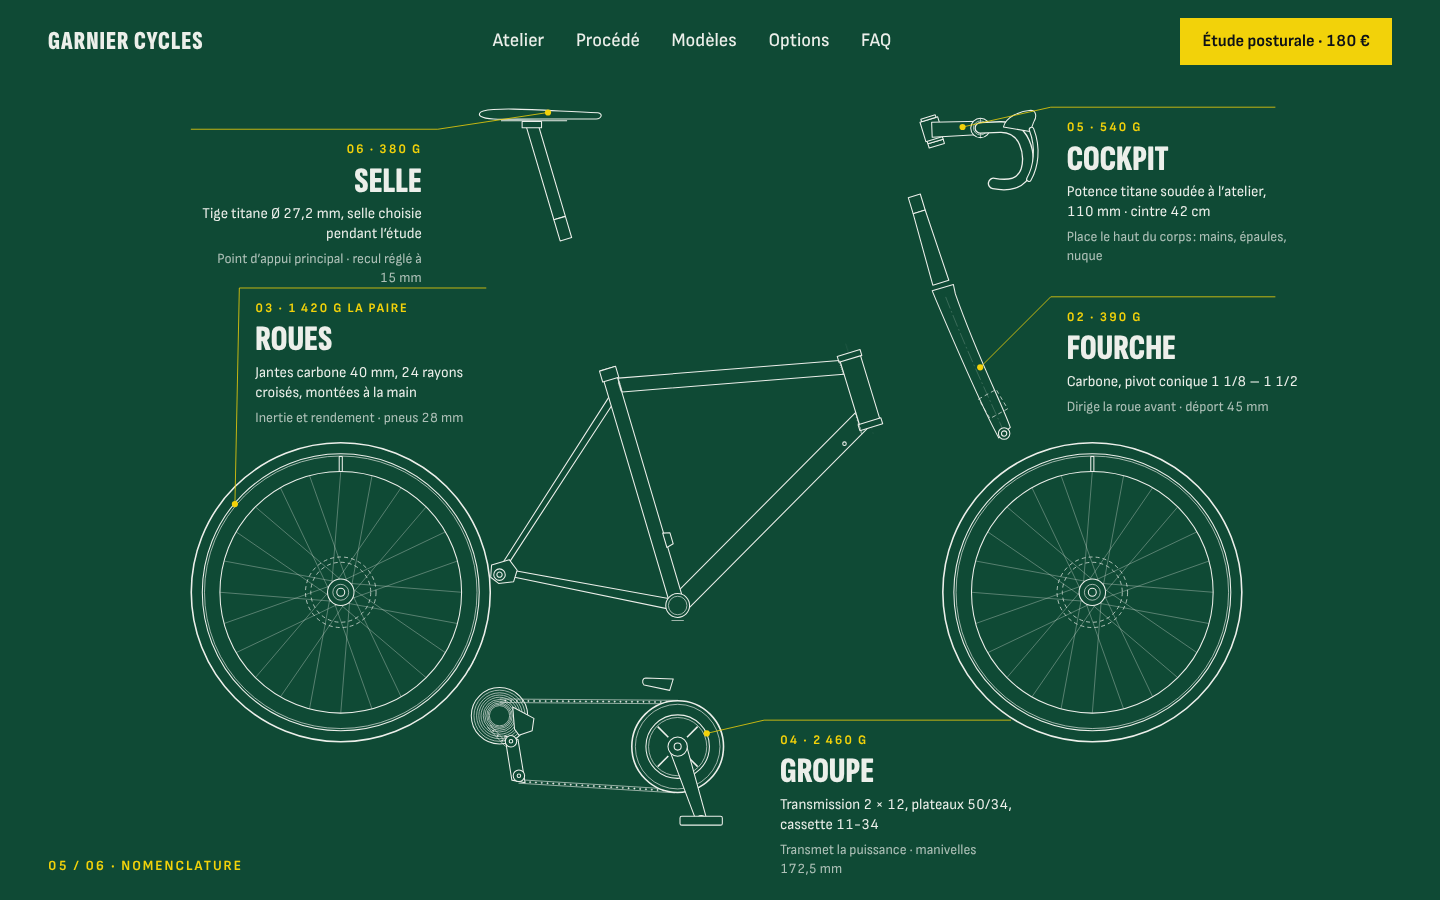 GARNIER CYCLES
Atelier
Procédé
Modèles
Options
FAQ
Étude posturale · 180 €
06 · 380 G
SELLE
Tige titane Ø 27,2 mm, selle choisie
pendant l’étude
Point d’appui principal · recul réglé à
15 mm
05 · 540 G
COCKPIT
Potence titane soudée à l’atelier,
110 mm · cintre 42 cm
Place le haut du corps : mains, épaules,
nuque
03 · 1 420 G LA PAIRE
ROUES
Jantes carbone 40 mm, 24 rayons
croisés, montées à la main
Inertie et rendement · pneus 28 mm
02 · 390 G
FOURCHE
Carbone, pivot conique 1 1/8 – 1 1/2
Dirige la roue avant · déport 45 mm
04 · 2 460 G
GROUPE
Transmission 2 × 12, plateaux 50/34,
cassette 11-34
Transmet la puissance · manivelles
172,5 mm
05 / 06 · NOMENCLATURE